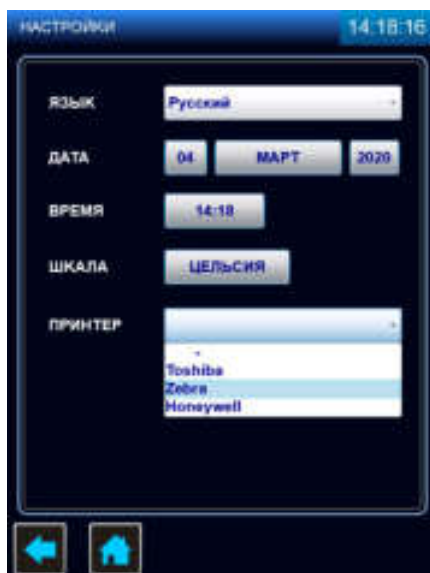 НАСТРОЙКИ 14:18:16
ЯЗЫК Русский
ДАТА 04 МАРТ 2020
ВРЕМЯ 14:18
ШКАЛА ЦЕЛЬСИЯ
ПРИНТЕР
-
Toshiba
Zebra
Honeywell